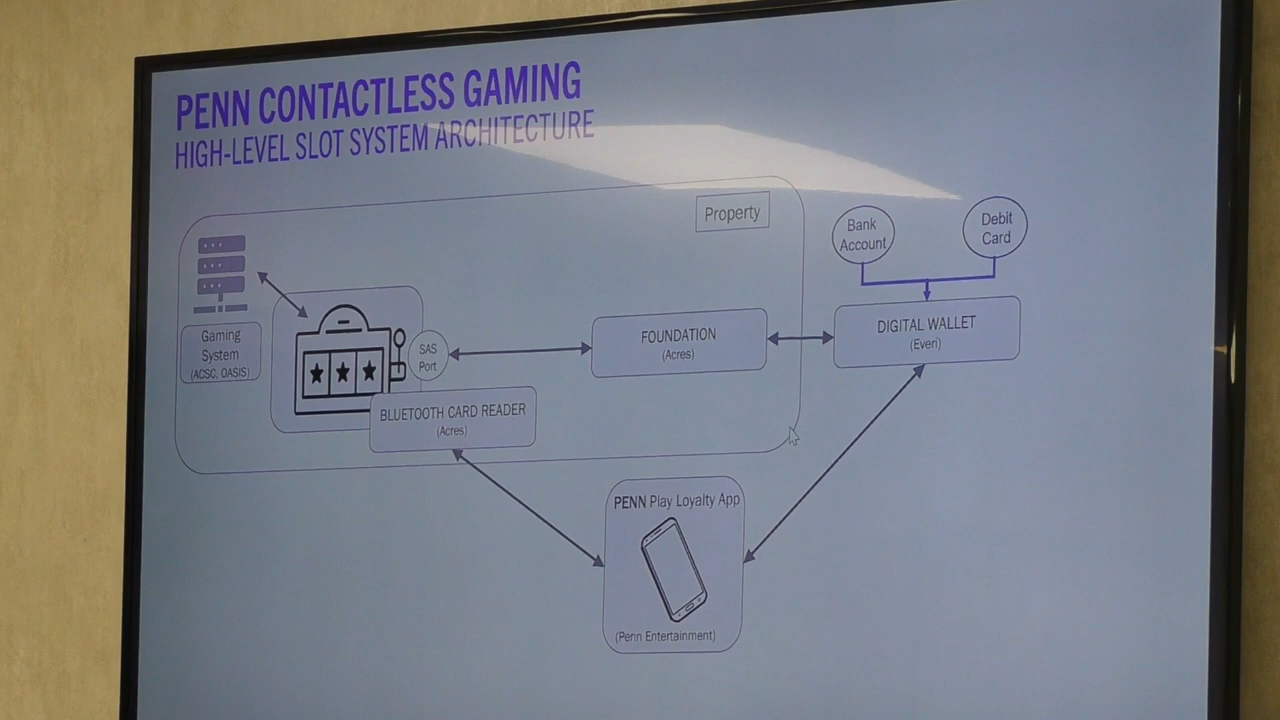 PENN CONTACTLESS GAMING
HIGH-LEVEL SLOT SYSTEM ARCHITECTURE
Property
Bank
Account
Debit
Card
Gaming
System
(ACSC, OASIS)
SAS
Port
FOUNDATION
(Acres)
DIGITAL WALLET
(Everi)
BLUETOOTH CARD READER
(Acres)
PENN Play Loyalty App
(Penn Entertainment)